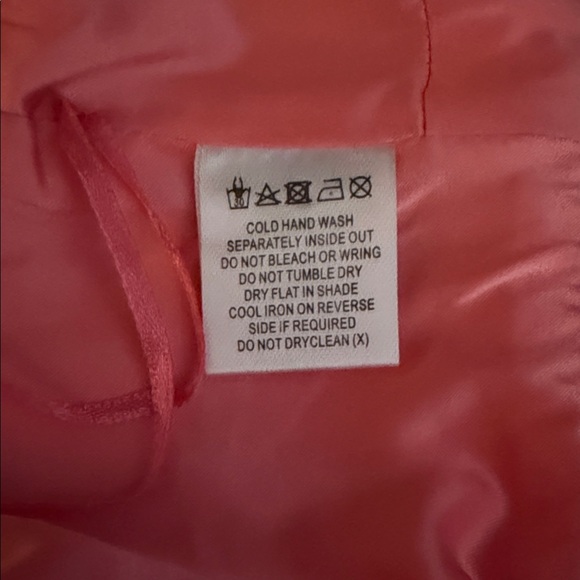 COLD HAND WASH
SEPARATELY INSIDE OUT
DO NOT BLEACH OR WRING
DO NOT TUMBLE DRY
DRY FLAT IN SHADE
COOL IRON ON REVERSE
SIDE IF REQUIRED
DO NOT DRYCLEAN (X)